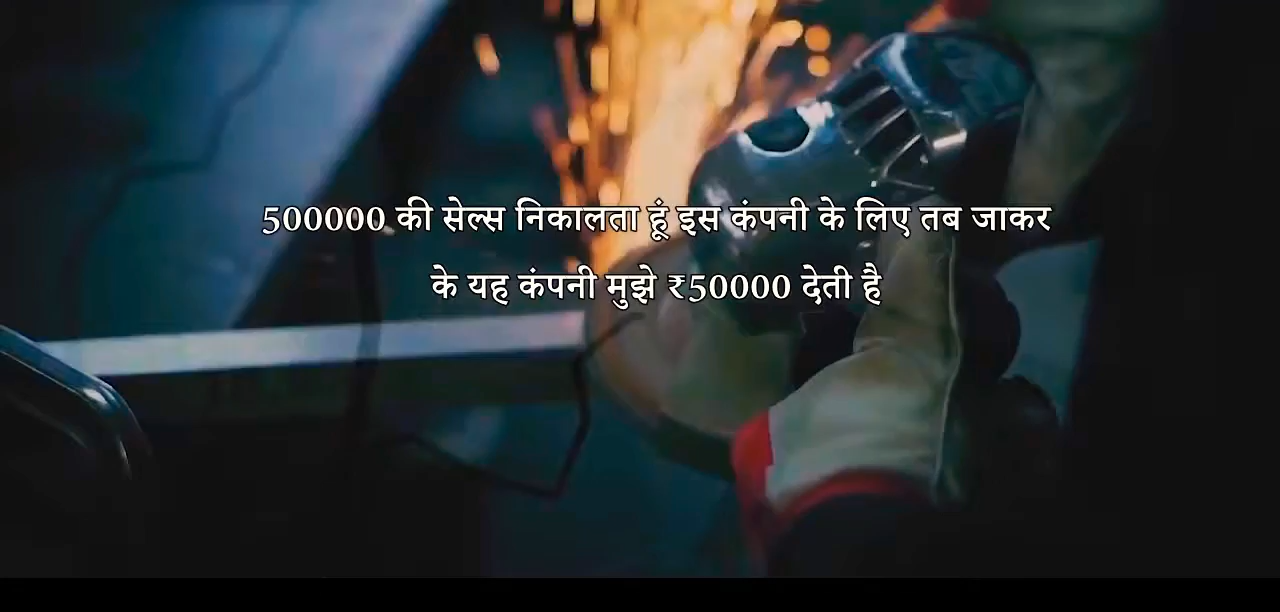 500000 की सेल्स निकालता हूं इस कंपनी के लिए तब जाकर
के यह कंपनी मुझे ₹50000 देती है